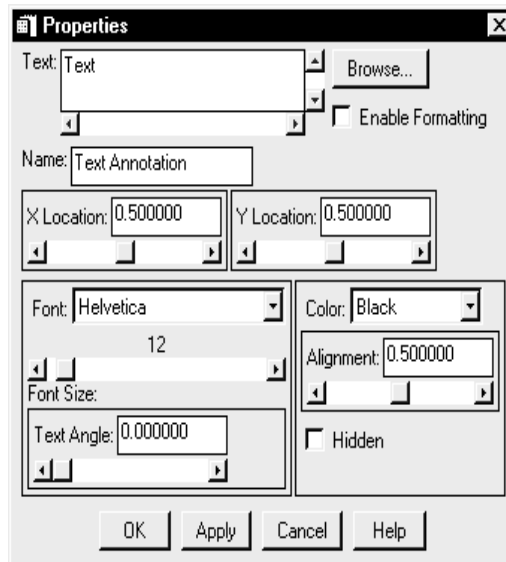 Properties
Text: Text
Browse...
Enable Formatting
Name: Text Annotation
X Location: 0.500000 Y Location: 0.500000
Font: Helvetica Color: Black
12
Alignment: 0.500000
Font Size:
Text Angle: 0.000000
Hidden
OK Apply Cancel Help